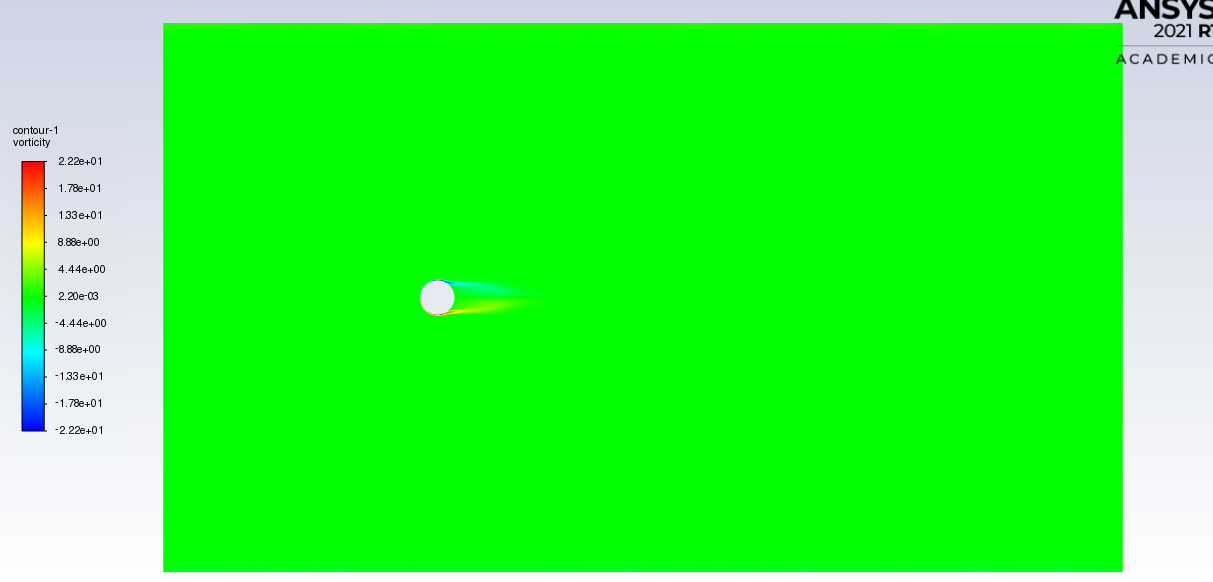 ANSYS
2021 R1
ACADEMIC
contour-1
vorticity
2.22e+01
1.78e+01
1.33e+01
8.88e+00
4.44e+00
2.20e-03
-4.44e+00
-8.88e+00
-1.33e+01
-1.78e+01
-2.22e+01